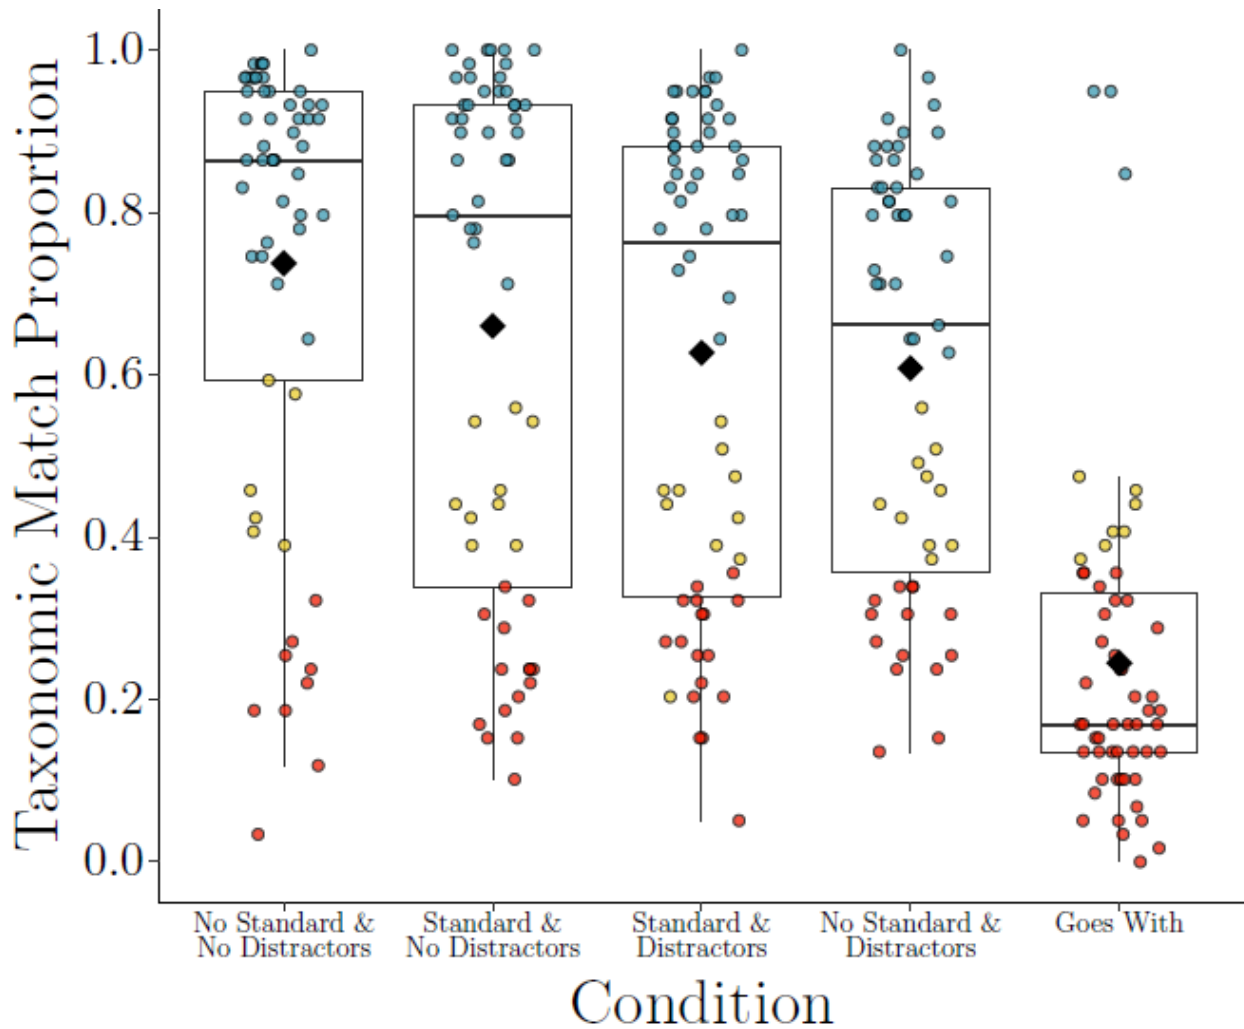 Taxonomic Match Proportion
1.0
0.8
0.6
0.4
0.2
0.0
No Standard &
No Distractors
Standard &
No Distractors
Standard &
Distractors
No Standard &
Distractors
Goes With
Condition